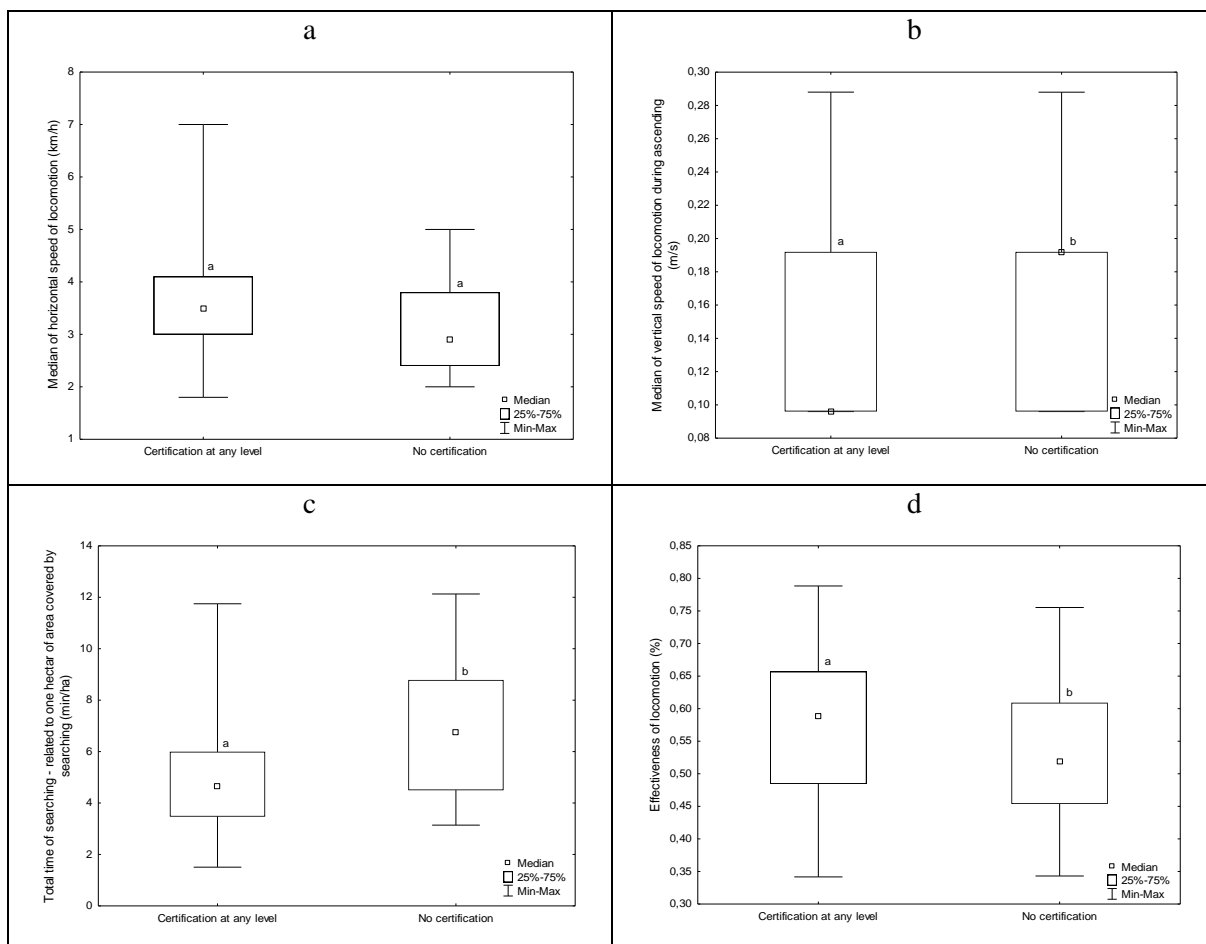 a
Median of horizontal speed of locomotion (km/h)
8
7
6
5
4
3
2
1
a
a
Median
25%-75%
Min-Max
Certification at any level
No certification
b
Median of vertical speed of locomotion during ascending
(m/s)
0,30
0,28
0,26
0,24
0,22
0,20
0,18
0,16
0,14
0,12
0,10
0,08
a
b
Median
25%-75%
Min-Max
Certification at any level
No certification
c
Total time of searching - related to one hectar of area covered by
searching (min/ha)
14
12
10
8
6
4
2
0
a
b
Median
25%-75%
Min-Max
Certification at any level
No certification
d
Effectiveness of locomotion (%)
0,85
0,80
0,75
0,70
0,65
0,60
0,55
0,50
0,45
0,40
0,35
0,30
a
b
Median
25%-75%
Min-Max
Certification at any level
No certification